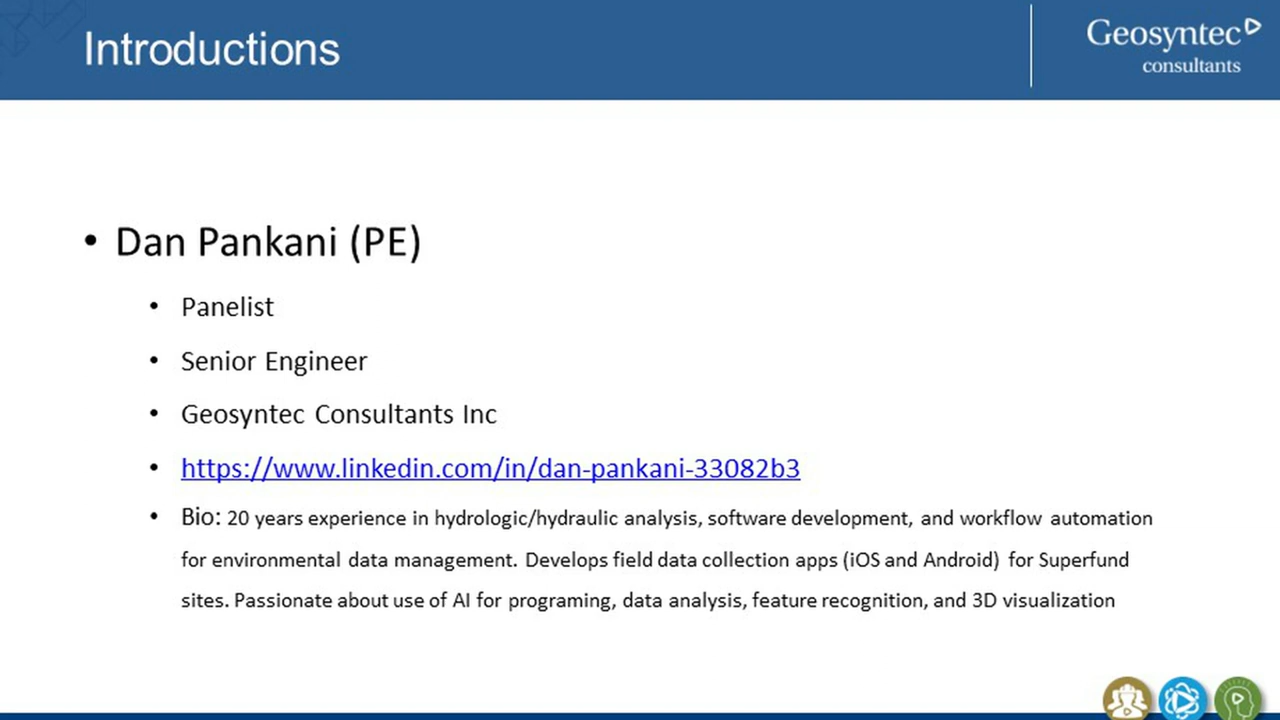 Introductions
Geosyntec
consultants
• Dan Pankani (PE)
• Panelist
• Senior Engineer
• Geosyntec Consultants Inc
• https://www.linkedin.com/in/dan-pankani-33082b3
• Bio: 20 years experience in hydrologic/hydraulic analysis, software development, and workflow automation
for environmental data management. Develops field data collection apps (iOS and Android) for Superfund
sites. Passionate about use of AI for programing, data analysis, feature recognition, and 3D visualization